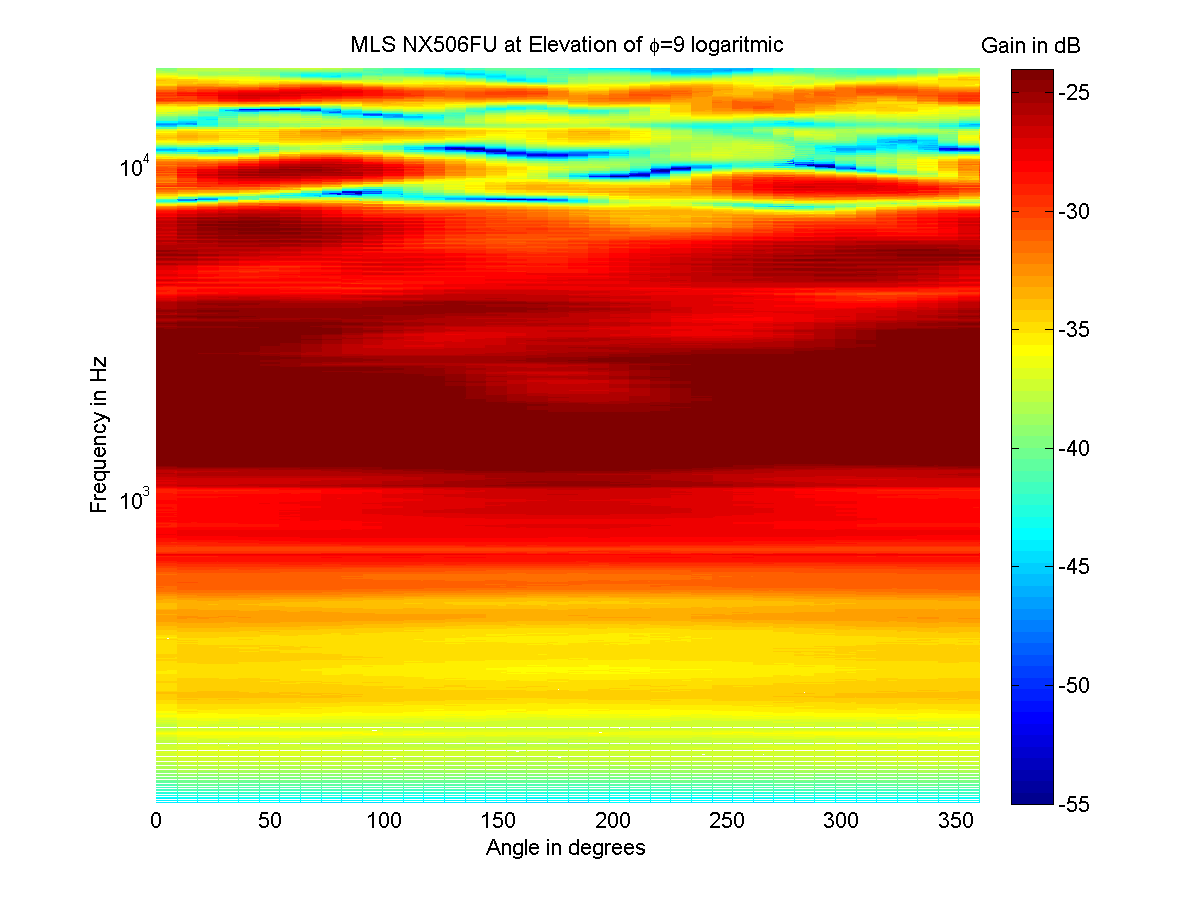 MLS NX506FU at Elevation of ϕ=9 logaritmic
Gain in dB
Frequency in Hz
10^4
10^3
0 50 100 150 200 250 300 350
Angle in degrees
-25
-30
-35
-40
-45
-50
-55